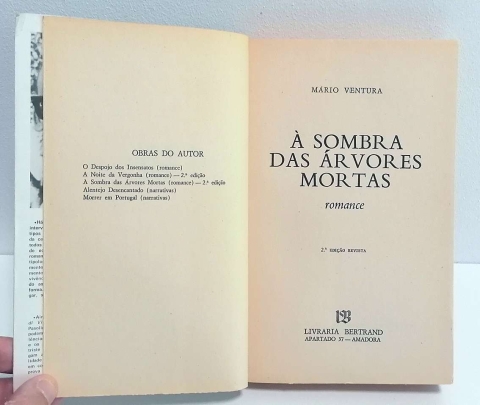 OBRAS DO AUTOR
O Despojo dos Insensatos (romance)
A Noite da Vergonha (romance) — 2.ª edição
A Sombra das Árvores Mortas (romance) — 2.ª edição
Alentejo Desencantado (narrativas)
Morrer em Portugal (narrativas)
MÁRIO VENTURA
À SOMBRA
DAS ÁRVORES
MORTAS
romance
2.ª EDIÇÃO REVISTA
LIVRARIA BERTRAND
APARTADO 37 — AMADORA